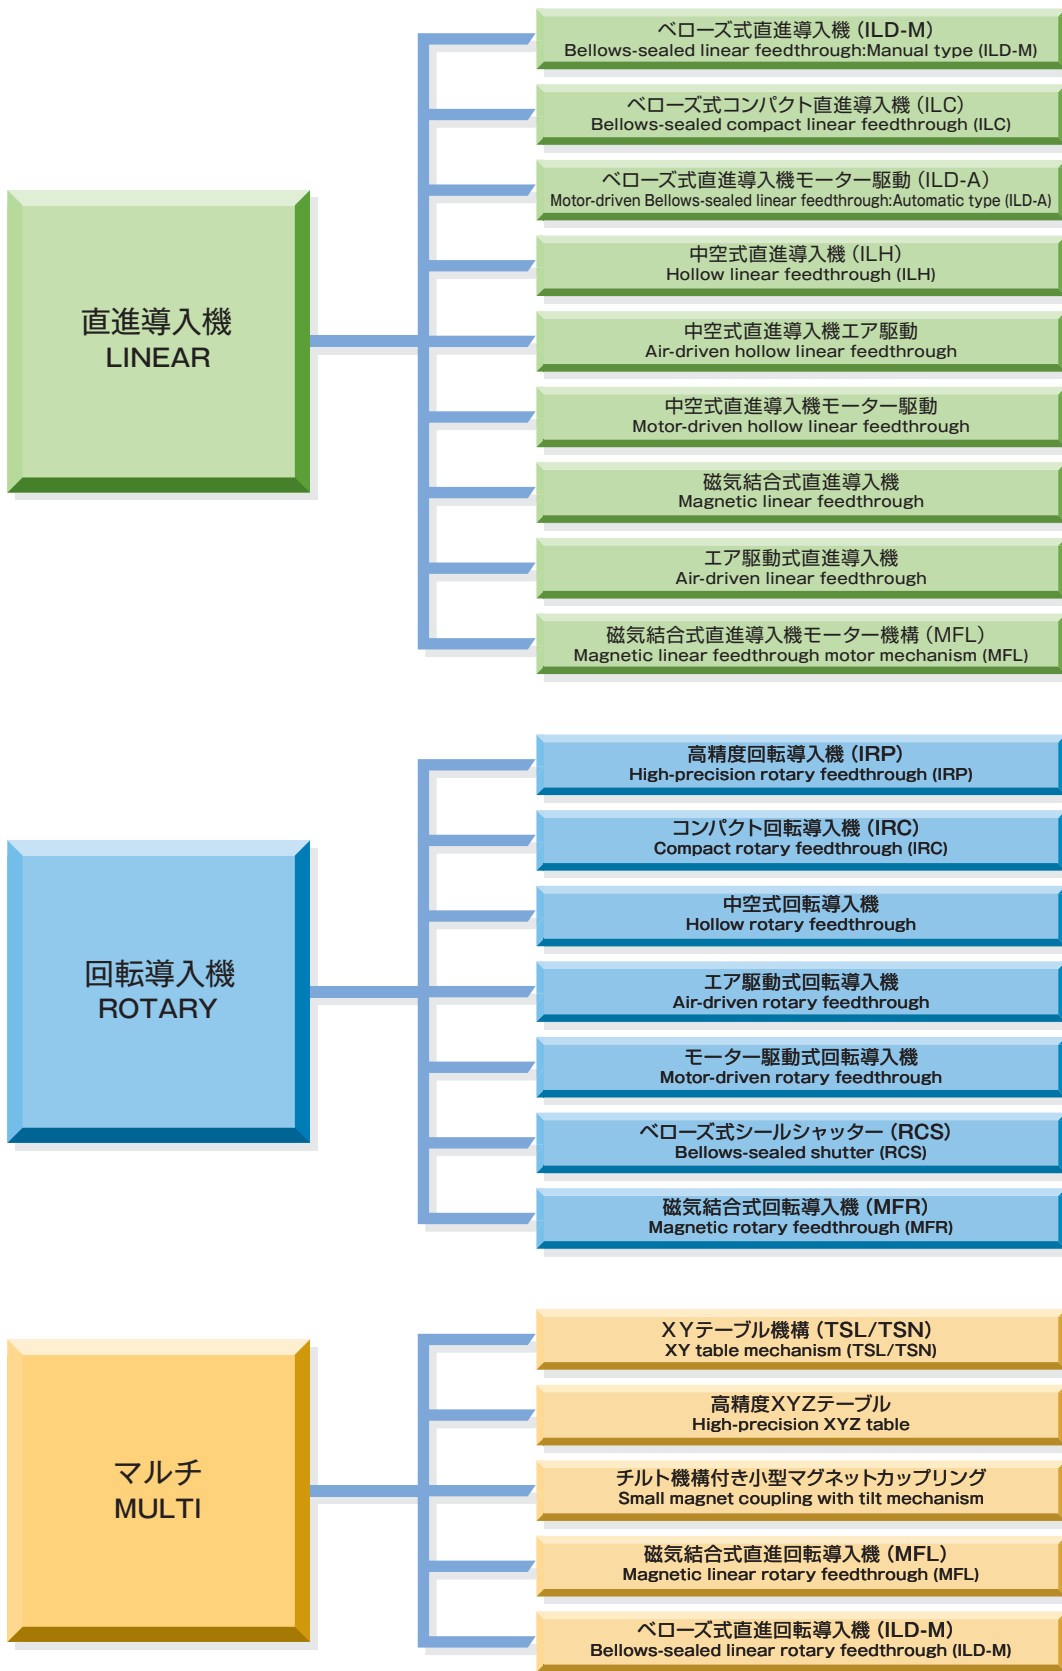 直進導入機
LINEAR
ベローズ式直進導入機 (ILD-M)
Bellows-sealed linear feedthrough:Manual type (ILD-M)
ベローズ式コンパクト直進導入機 (ILC)
Bellows-sealed compact linear feedthrough (ILC)
ベローズ式直進導入機モーター駆動 (ILD-A)
Motor-driven Bellows-sealed linear feedthrough:Automatic type (ILD-A)
中空式直進導入機 (ILH)
Hollow linear feedthrough (ILH)
中空式直進導入機エア駆動
Air-driven hollow linear feedthrough
中空式直進導入機モーター駆動
Motor-driven hollow linear feedthrough
磁気結合式直進導入機
Magnetic linear feedthrough
エア駆動式直進導入機
Air-driven linear feedthrough
磁気結合式直進導入機モーター機構 (MFL)
Magnetic linear feedthrough motor mechanism (MFL)
回転導入機
ROTARY
高精度回転導入機 (IRP)
High-precision rotary feedthrough (IRP)
コンパクト回転導入機 (IRC)
Compact rotary feedthrough (IRC)
中空式回転導入機
Hollow rotary feedthrough
エア駆動式回転導入機
Air-driven rotary feedthrough
モーター駆動式回転導入機
Motor-driven rotary feedthrough
ベローズ式シールシャッター (RCS)
Bellows-sealed shutter (RCS)
磁気結合式回転導入機 (MFR)
Magnetic rotary feedthrough (MFR)
マルチ
MULTI
XYテーブル機構 (TSL/TSN)
XY table mechanism (TSL/TSN)
高精度XYZテーブル
High-precision XYZ table
チルト機構付き小型マグネットカップリング
Small magnet coupling with tilt mechanism
磁気結合式直進回転導入機 (MFL)
Magnetic linear rotary feedthrough (MFL)
ベローズ式直進回転導入機 (ILD-M)
Bellows-sealed linear rotary feedthrough (ILD-M)